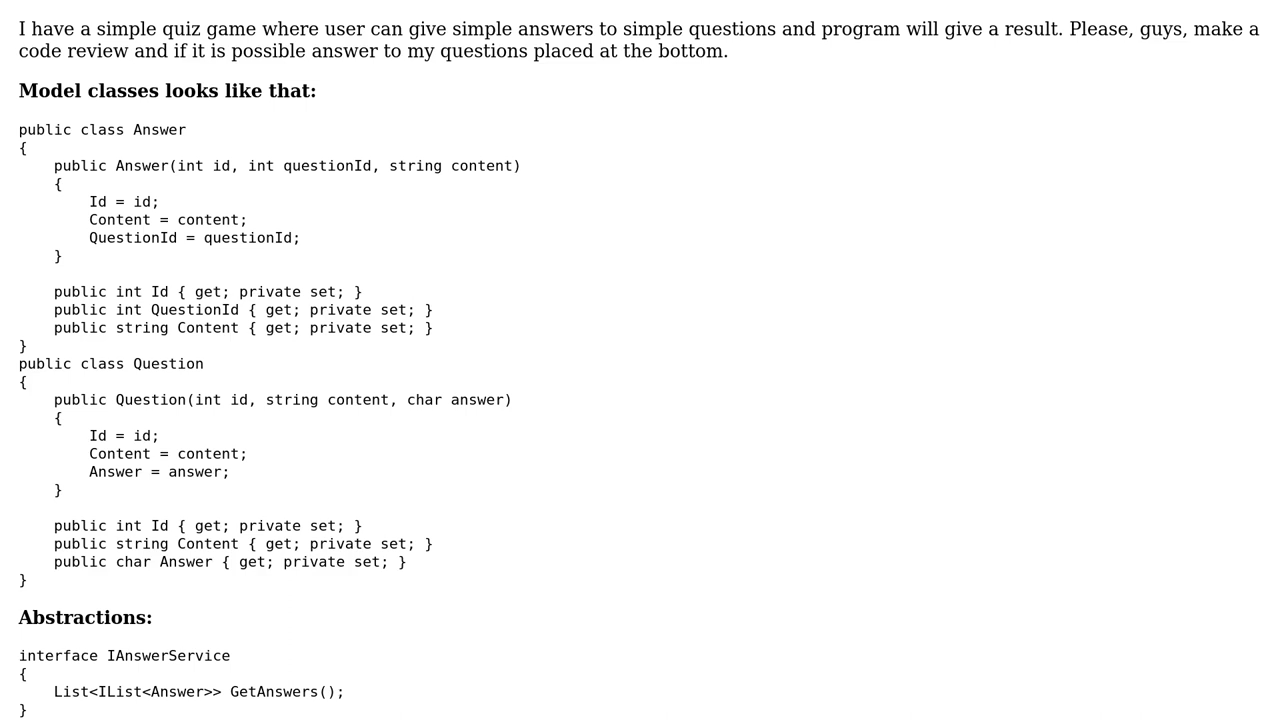 I have a simple quiz game where user can give simple answers to simple questions and program will give a result. Please, guys, make a
code review and if it is possible answer to my questions placed at the bottom.
Model classes looks like that:
public class Answer
{
    public Answer(int id, int questionId, string content)
    {
        Id = id;
        Content = content;
        QuestionId = questionId;
    }

    public int Id { get; private set; }
    public int QuestionId { get; private set; }
    public string Content { get; private set; }
}
public class Question
{
    public Question(int id, string content, char answer)
    {
        Id = id;
        Content = content;
        Answer = answer;
    }

    public int Id { get; private set; }
    public string Content { get; private set; }
    public char Answer { get; private set; }
}
Abstractions:
interface IAnswerService
{
    List<IList<Answer>> GetAnswers();
}